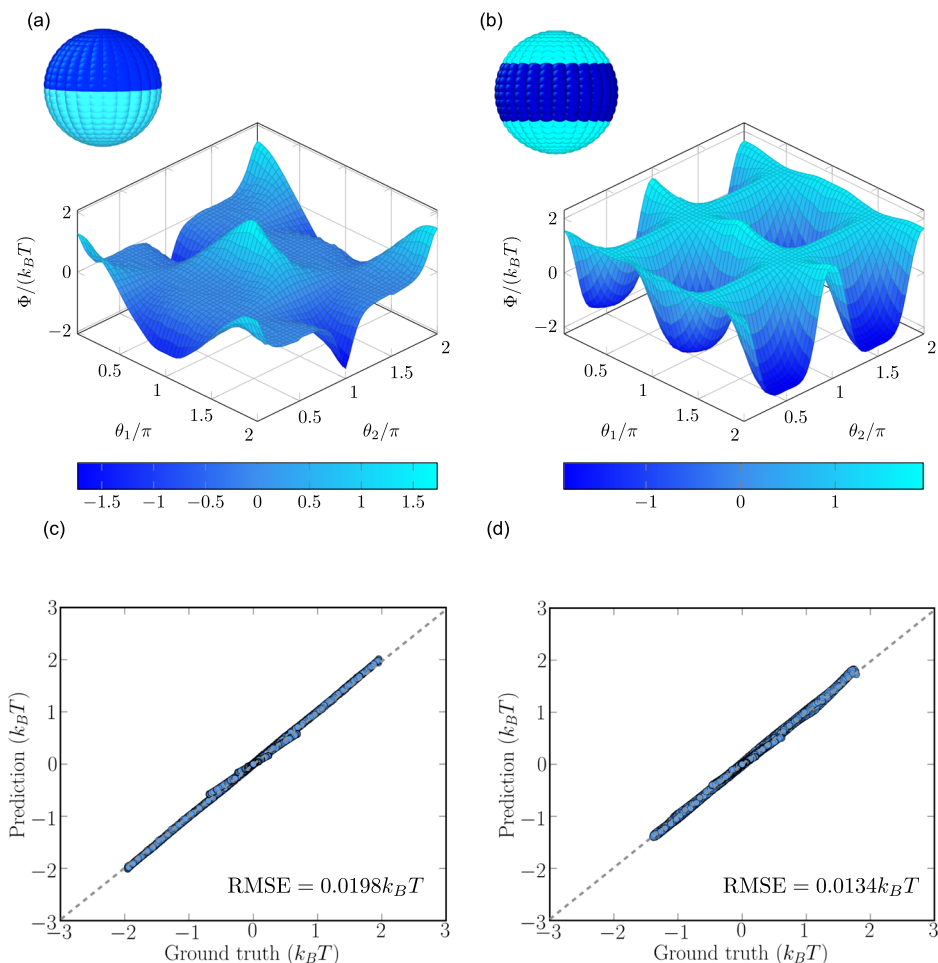 (a)
(b)
2
0
−2
Φ/(k_BT)
0.5
1
1.5
2
θ_1/π
0.5
1
1.5
2
θ_2/π
2
0
−2
Φ/(k_BT)
0.5
1
1.5
2
θ_1/π
0.5
1
1.5
2
θ_2/π
−1.5 −1 −0.5 0 0.5 1 1.5
−1 0 1
(c)
(d)
3
2
1
0
−1
−2
−3
Prediction (k_BT)
RMSE = 0.0198k_BT
−3 −2 −1 0 1 2 3
Ground truth (k_BT)
3
2
1
0
−1
−2
−3
Prediction (k_BT)
RMSE = 0.0134k_BT
−3 −2 −1 0 1 2 3
Ground truth (k_BT)